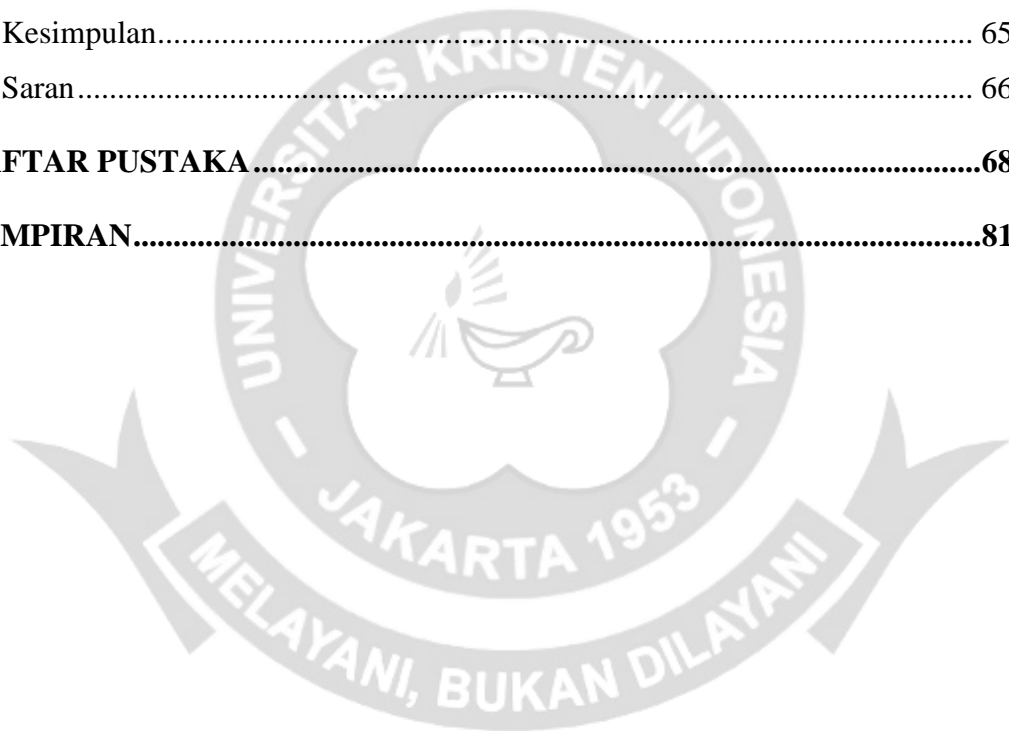 Kesimpulan.................................................................................................... 65
Saran.............................................................................................................. 66
FTAR PUSTAKA..........................................................................................68
MPIRAN.........................................................................................................81
UNIVERSITAS KRISTEN INDONESIA
- JAKARTA 1953 -
MELAYANI, BUKAN DILAYANI